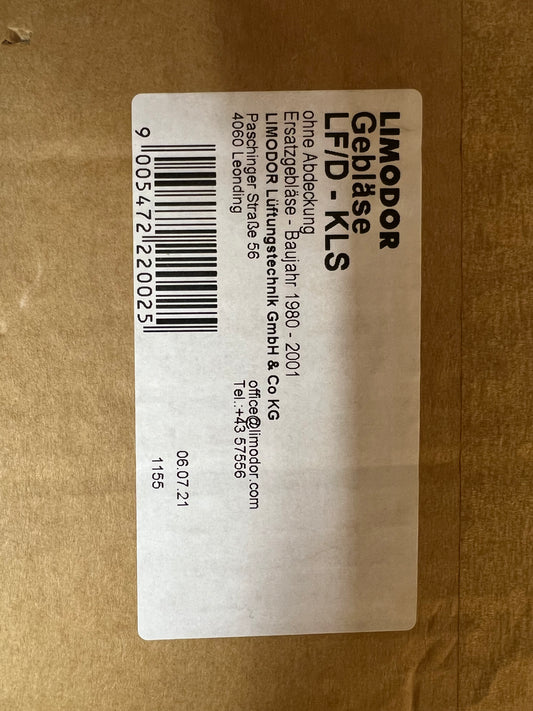 LIMODOR
Gebläse
LF/D - KLS
ohne Abdeckung
Ersatzgebläse - Baujahr 1980 - 2001
LIMODOR Lüftungstechnik GmbH & Co KG
Paschinger Straße 56
4060 Leonding
office@limodor.com
Tel.:+43 57556
9 005472 220025
06.07.21
1155